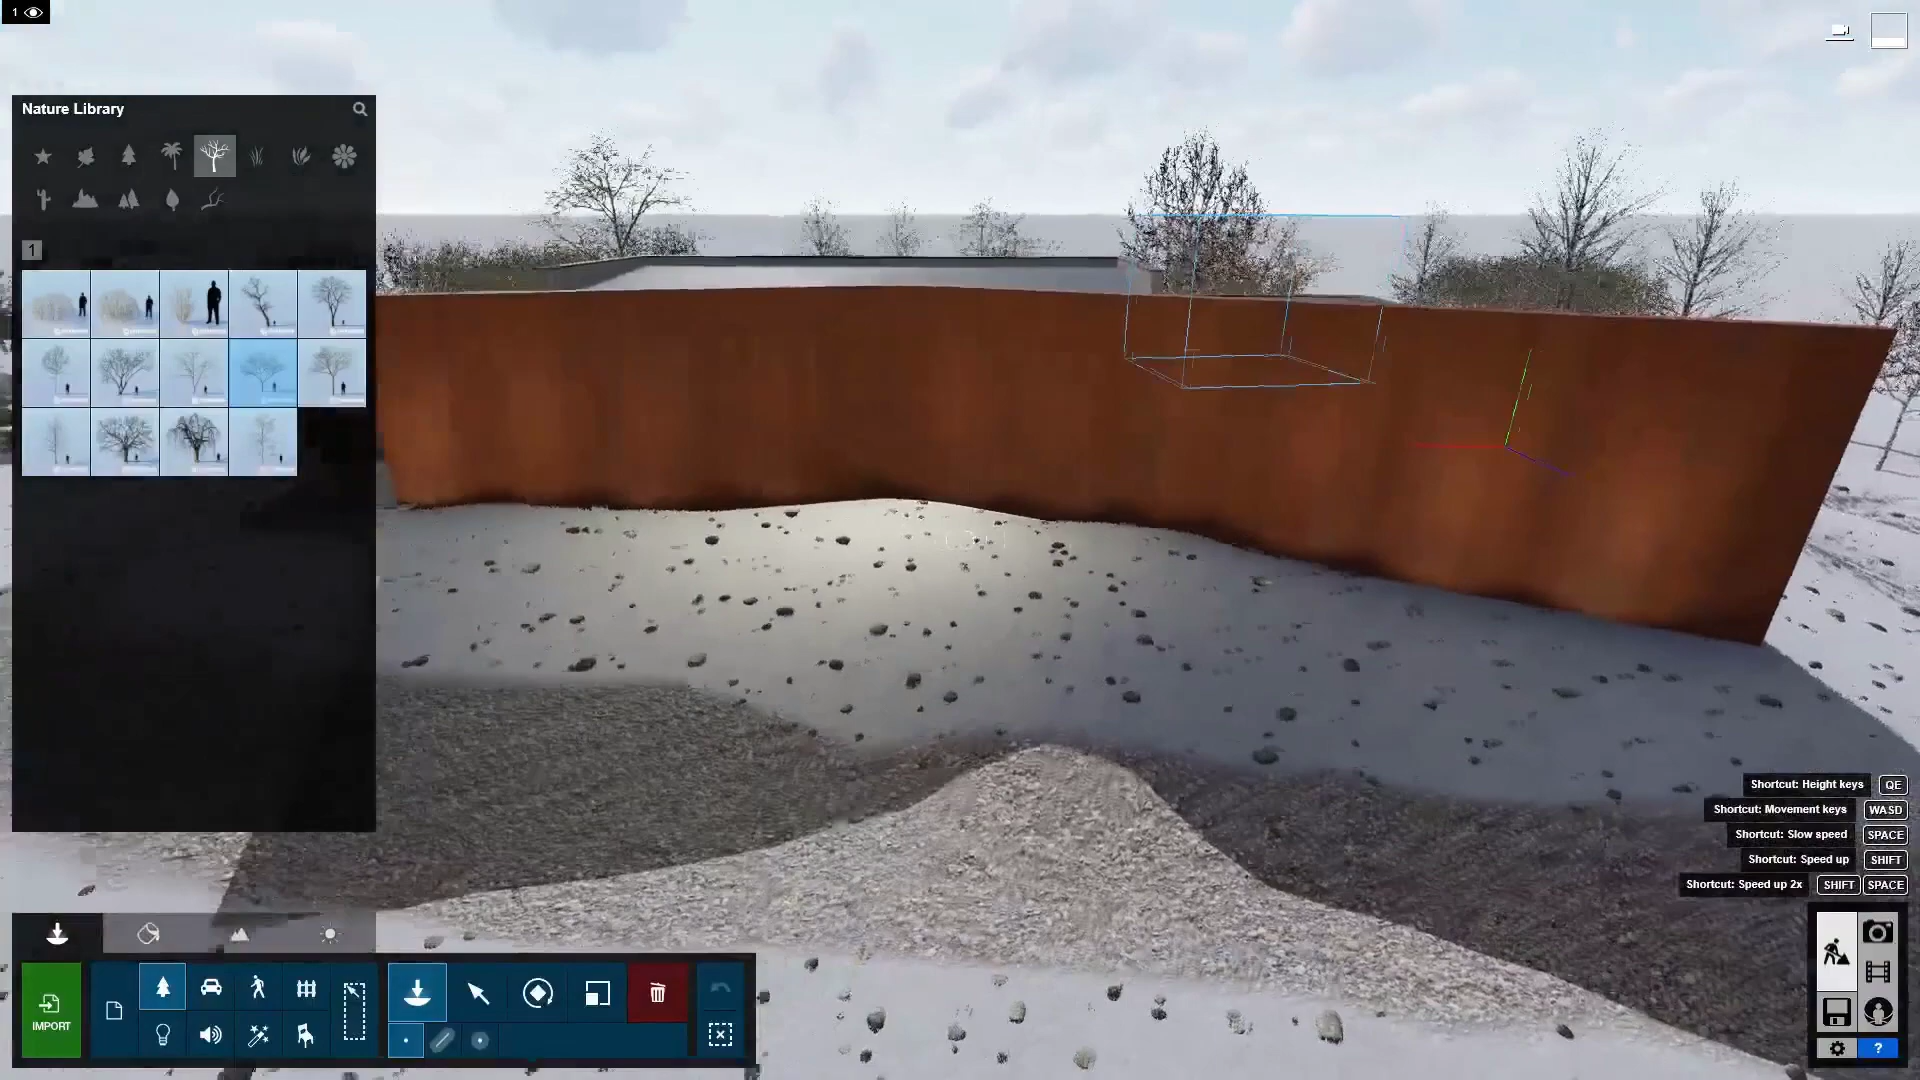 1
Nature Library
1
Shortcut: Height keys QE
Shortcut: Movement keys WASD
Shortcut: Slow speed SPACE
Shortcut: Speed up SHIFT
Shortcut: Speed up 2x SHIFT SPACE
IMPORT
?